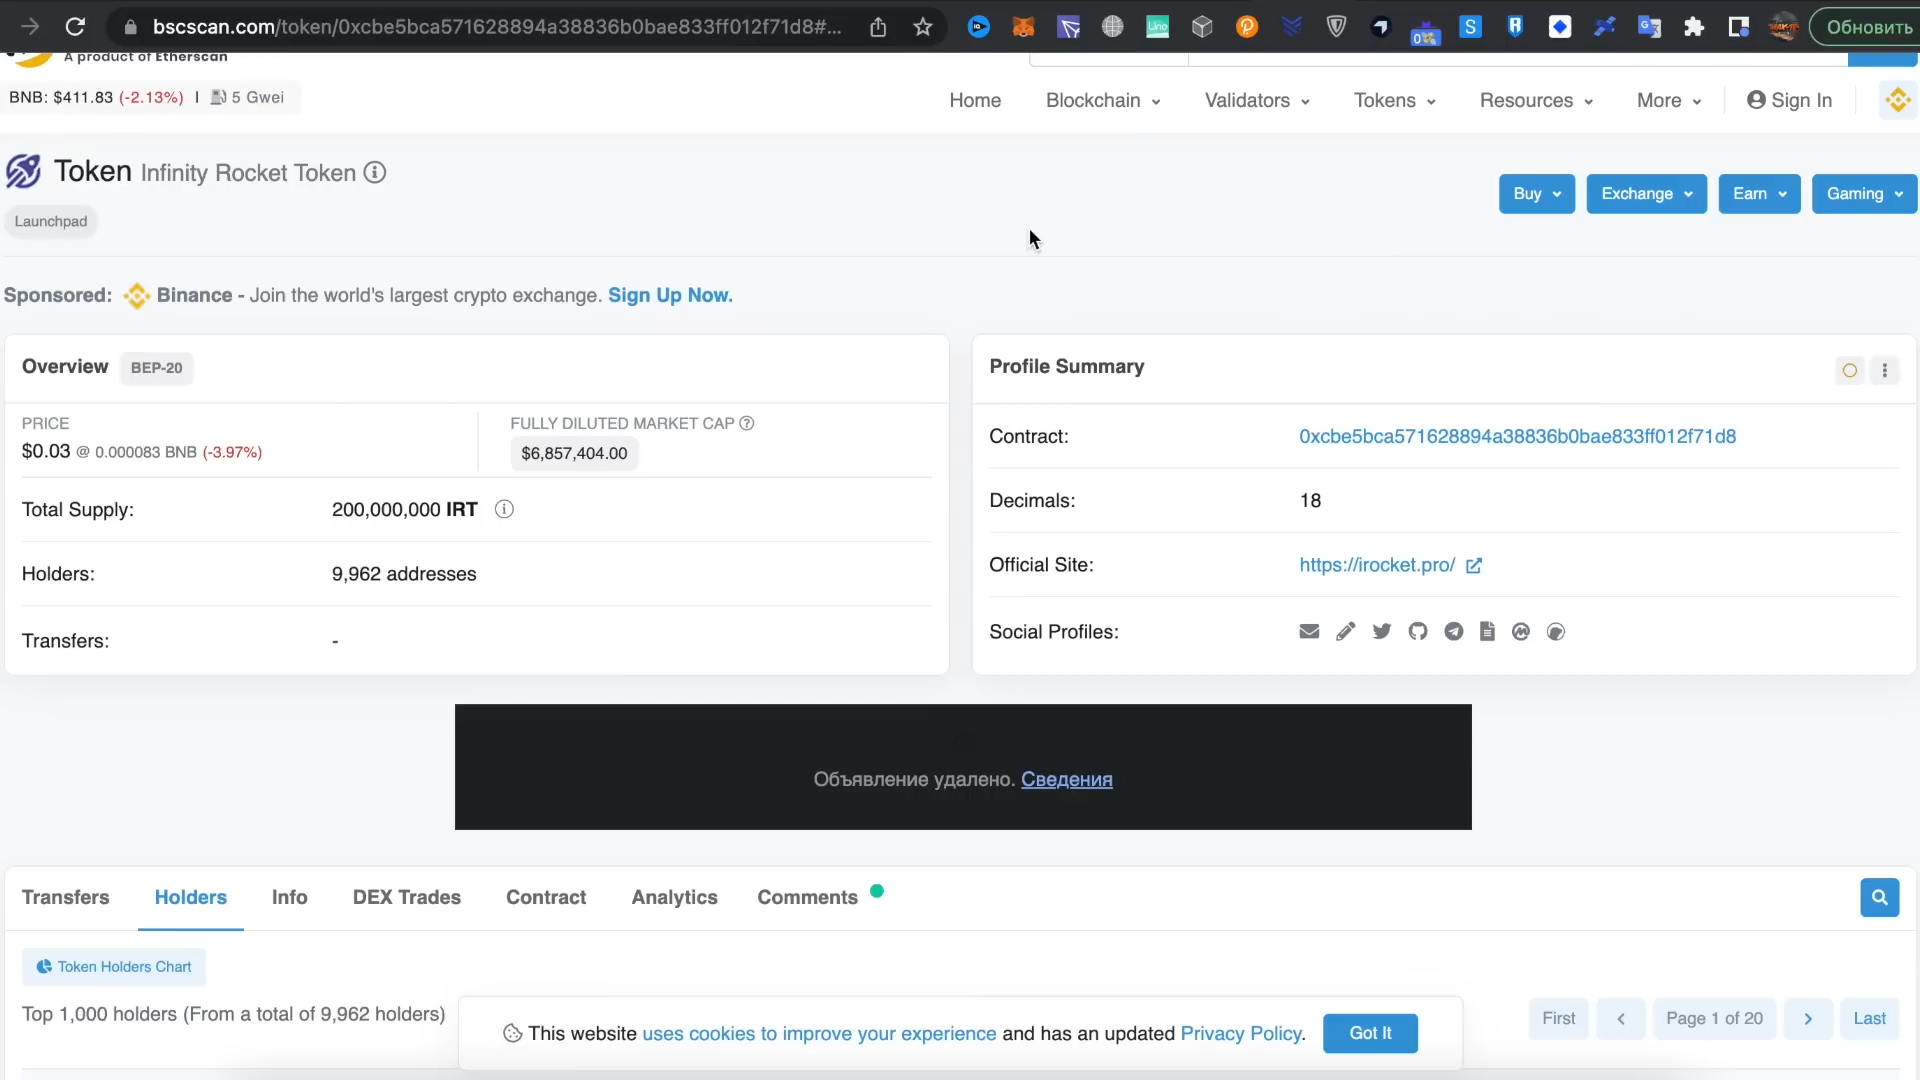 bscscan.com/token/0xcbe5bca571628894a38836b0bae833ff012f71d8#...
0
S
Обновить
A product of Etherscan
BNB: $411.83 (-2.13%) | 5 Gwei
Home Blockchain Validators Tokens Resources More Sign In
Token Infinity Rocket Token
Launchpad
Buy Exchange Earn Gaming
Sponsored: Binance - Join the world's largest crypto exchange. Sign Up Now.
Overview BEP-20
PRICE
$0.03 @ 0.000083 BNB (-3.97%)
FULLY DILUTED MARKET CAP
$6,857,404.00
Total Supply: 200,000,000 IRT
Holders: 9,962 addresses
Transfers: -
Profile Summary
Contract: 0xcbe5bca571628894a38836b0bae833ff012f71d8
Decimals: 18
Official Site: https://irocket.pro/
Social Profiles:
Объявление удалено. Сведения
Transfers Holders Info DEX Trades Contract Analytics Comments
Token Holders Chart
Top 1,000 holders (From a total of 9,962 holders)
First Page 1 of 20 Last
This website uses cookies to improve your experience and has an updated Privacy Policy. Got It